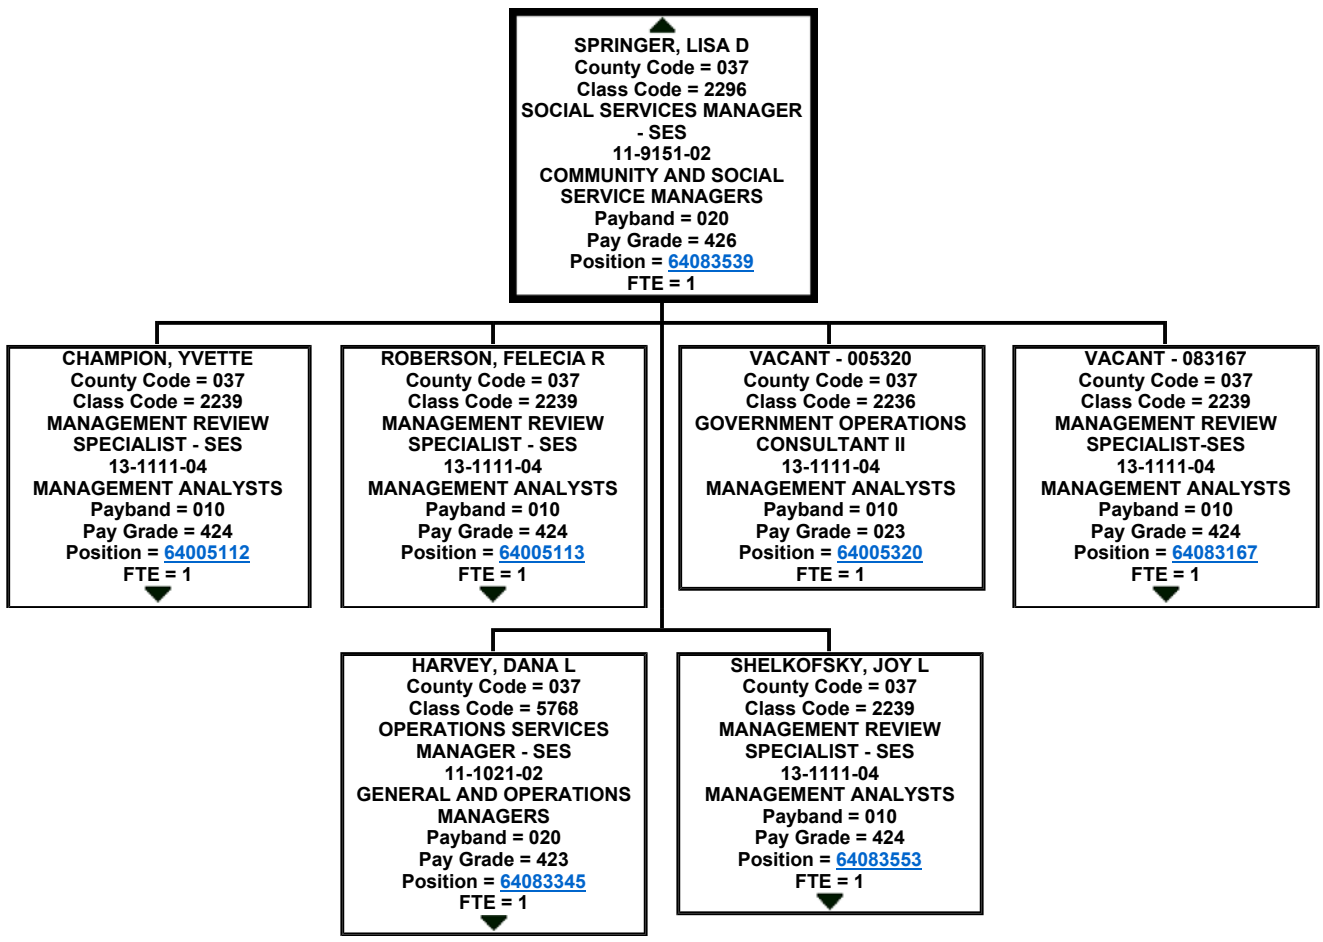 SPRINGER, LISA D
County Code = 037
Class Code = 2296
SOCIAL SERVICES MANAGER
- SES
11-9151-02
COMMUNITY AND SOCIAL
SERVICE MANAGERS
Payband = 020
Pay Grade = 426
Position = 64083539
FTE = 1
CHAMPION, YVETTE
County Code = 037
Class Code = 2239
MANAGEMENT REVIEW
SPECIALIST - SES
13-1111-04
MANAGEMENT ANALYSTS
Payband = 010
Pay Grade = 424
Position = 64005112
FTE = 1
ROBERSON, FELECIA R
County Code = 037
Class Code = 2239
MANAGEMENT REVIEW
SPECIALIST - SES
13-1111-04
MANAGEMENT ANALYSTS
Payband = 010
Pay Grade = 424
Position = 64005113
FTE = 1
VACANT - 005320
County Code = 037
Class Code = 2236
GOVERNMENT OPERATIONS
CONSULTANT II
13-1111-04
MANAGEMENT ANALYSTS
Payband = 010
Pay Grade = 023
Position = 64005320
FTE = 1
VACANT - 083167
County Code = 037
Class Code = 2239
MANAGEMENT REVIEW
SPECIALIST-SES
13-1111-04
MANAGEMENT ANALYSTS
Payband = 010
Pay Grade = 424
Position = 64083167
FTE = 1
HARVEY, DANA L
County Code = 037
Class Code = 5768
OPERATIONS SERVICES
MANAGER - SES
11-1021-02
GENERAL AND OPERATIONS
MANAGERS
Payband = 020
Pay Grade = 423
Position = 64083345
FTE = 1
SHELKOFSKY, JOY L
County Code = 037
Class Code = 2239
MANAGEMENT REVIEW
SPECIALIST - SES
13-1111-04
MANAGEMENT ANALYSTS
Payband = 010
Pay Grade = 424
Position = 64083553
FTE = 1